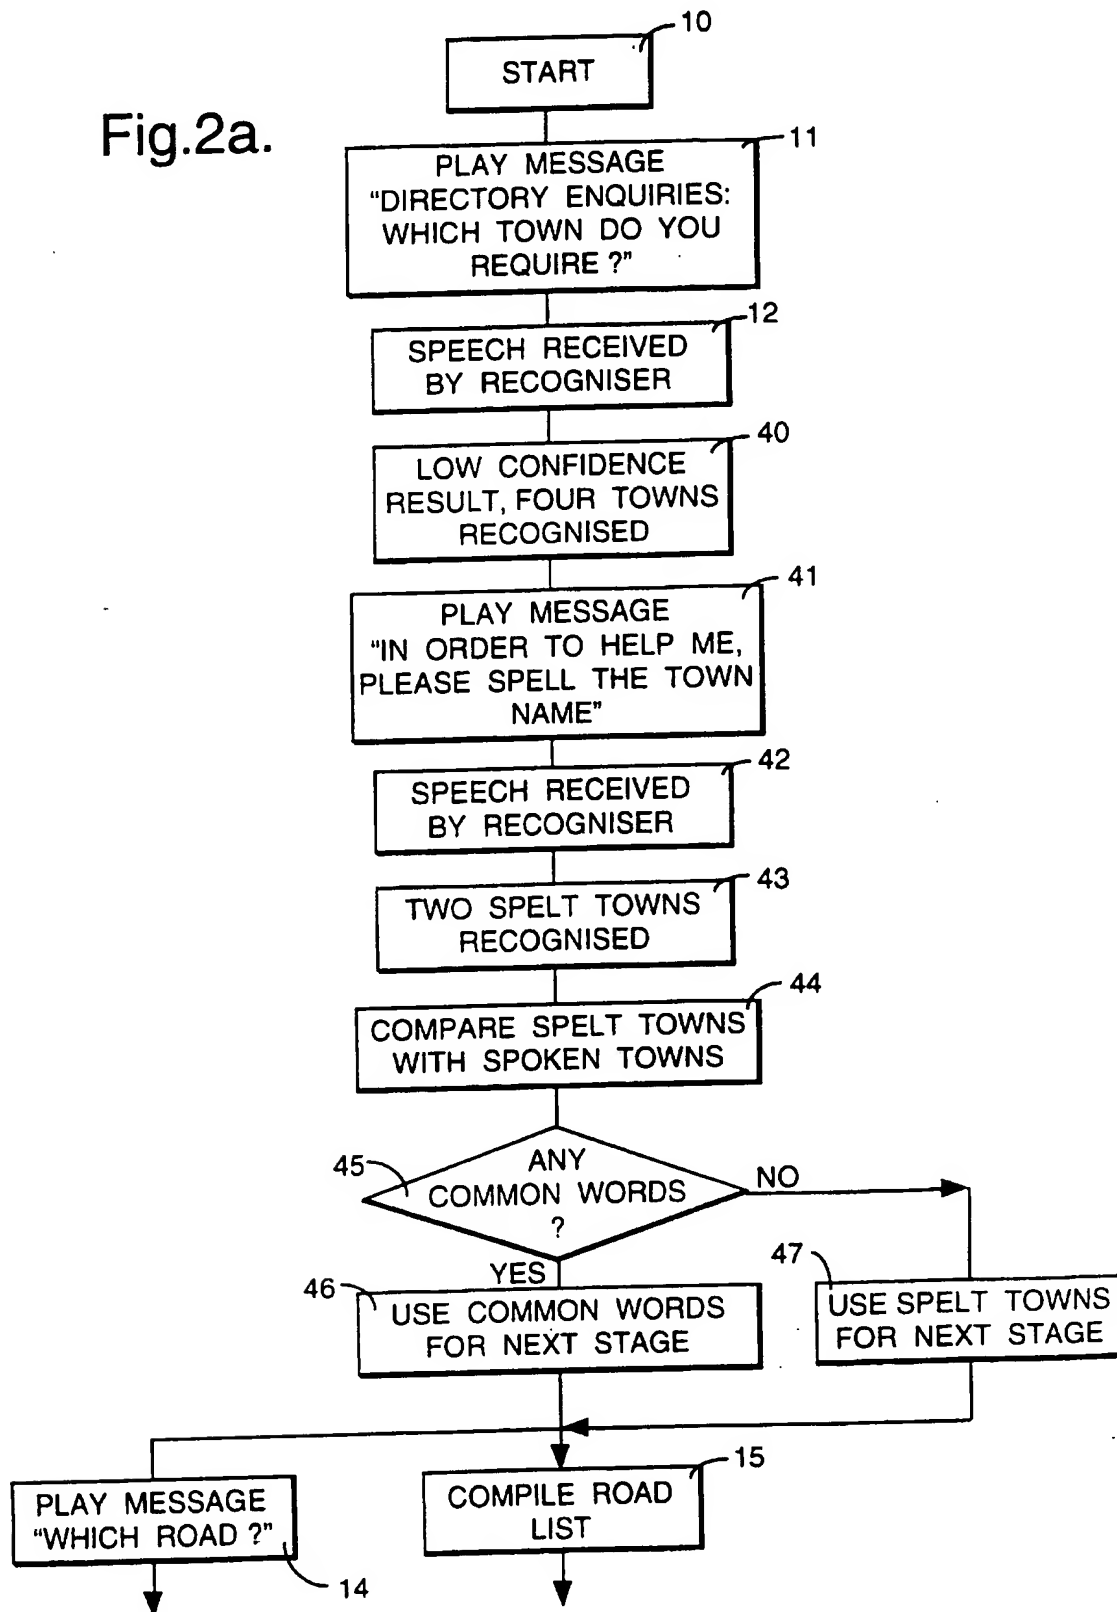 Fig.2a.
10
START
11
PLAY MESSAGE
“DIRECTORY ENQUIRIES:
WHICH TOWN DO YOU
REQUIRE ?”
12
SPEECH RECEIVED
BY RECOGNISER
40
LOW CONFIDENCE
RESULT, FOUR TOWNS
RECOGNISED
41
PLAY MESSAGE
“IN ORDER TO HELP ME,
PLEASE SPELL THE TOWN
NAME”
42
SPEECH RECEIVED
BY RECOGNISER
43
TWO SPELT TOWNS
RECOGNISED
44
COMPARE SPELT TOWNS
WITH SPOKEN TOWNS
45
ANY
COMMON WORDS
?
NO
YES
46
USE COMMON WORDS
FOR NEXT STAGE
47
USE SPELT TOWNS
FOR NEXT STAGE
PLAY MESSAGE
“WHICH ROAD ?”
14
15
COMPILE ROAD
LIST